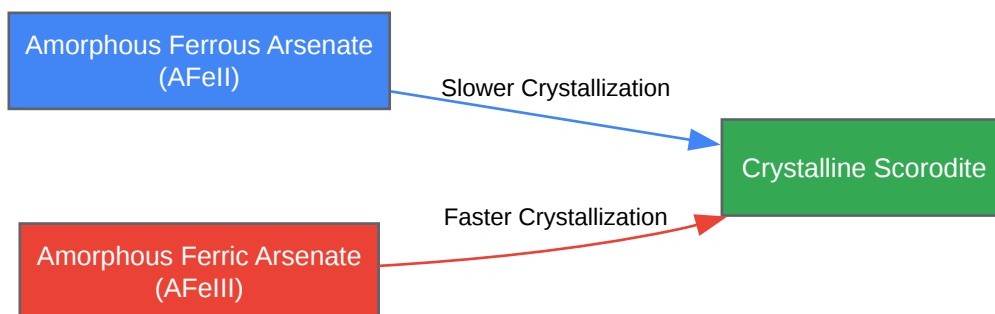 Amorphous Ferrous Arsenate
(AFeII)
Slower Crystallization
Crystalline Scorodite
Faster Crystallization
Amorphous Ferric Arsenate
(AFeIII)